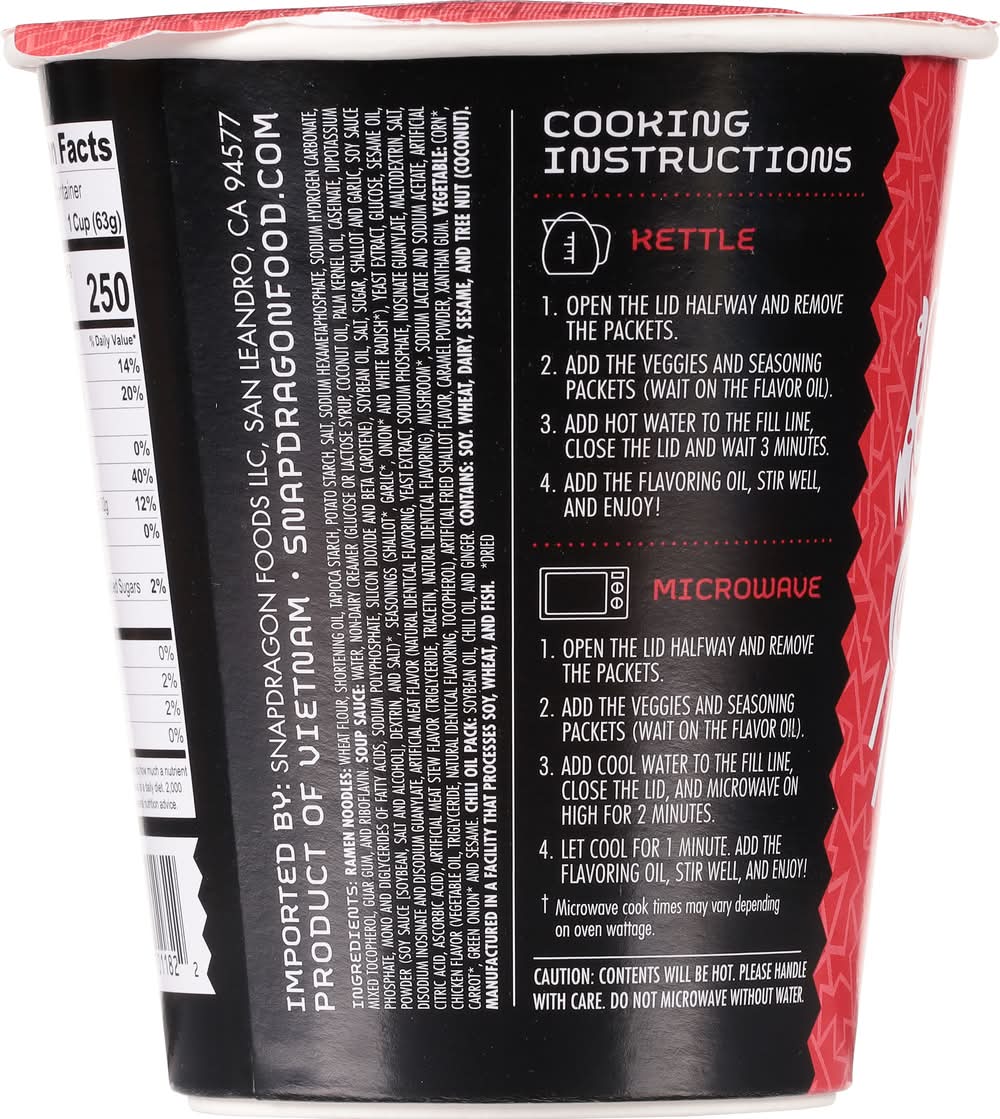 n Facts
ntainer
1 Cup (63g)
250
% Daily Value*
14%
20%
0%
40%
12%
0%
ed Sugars 2%
0%
2%
2%
0%
how much a nutrient
a daily diet. 2,000
nutrition advice.
2
IMPORTED BY: SNAPDRAGON FOODS LLC, SAN LEANDRO, CA 94577
PRODUCT OF VIETNAM • SNAPDRAGONFOOD.COM
INGREDIENTS: RAMEN NOODLES: WHEAT FLOUR, SHORTENING OIL, TAPIOCA STARCH, POTATO STARCH, SALT, SODIUM HEXAMETAPHOSPHATE, SODIUM HYDROGEN CARBONATE,
MIXED TOCOPHEROL, GUAR GUM, AND RIBOFLAVIN. SOUP SAUCE: WATER, NON-DAIRY CREAMER (GLUCOSE OR LACTOSE SYRUP, COCONUT OIL, PALM KERNEL OIL, CASEINATE, DIPOTASSIUM
PHOSPHATE, MONO AND DIGLYCERIDES OF FATTY ACIDS, SODIUM POLYPHOSPHATE, SILICON DIOXIDE AND BETA CAROTENE), SOYBEAN OIL, SALT, SUGAR, SHALLOT AND GARLIC, SOY SAUCE
POWDER (SOY SAUCE [SOYBEAN, SALT AND ALCOHOL], DEXTRIN AND SALT)*, SEASONINGS (SHALLOT*, GARLIC*, ONION* AND WHITE RADISH*), YEAST EXTRACT, GLUCOSE, SESAME OIL,
DISODIUM INOSINATE AND DISODIUM GUANYLATE, ARTIFICIAL MEAT FLAVOR (NATURAL IDENTICAL FLAVORING, YEAST EXTRACT, SODIUM PHOSPHATE, INOSINATE GUANYLATE, MALTODEXTRIN, SALT,
CITRIC ACID, ASCORBIC ACID), ARTIFICIAL MEAT STEW FLAVOR (TRIGLYCERIDE, TRIACETIN, NATURAL IDENTICAL FLAVORING), MUSHROOM*, SODIUM LACTATE AND SODIUM ACETATE, ARTIFICIAL
CHICKEN FLAVOR (VEGETABLE OIL, TRIGLYCERIDE, NATURAL IDENTICAL FLAVORING, TOCOPHEROL), ARTIFICIAL FRIED SHALLOT FLAVOR, CARAMEL POWDER, XANTHAN GUM. VEGETABLE: CORN*,
CARROT*, GREEN ONION* AND SESAME. CHILI OIL PACK: SOYBEAN OIL, CHILI OIL, AND GINGER. CONTAINS: SOY, WHEAT, DAIRY, SESAME, AND TREE NUT (COCONUT).
MANUFACTURED IN A FACILITY THAT PROCESSES SOY, WHEAT, AND FISH. *DRIED
COOKING
INSTRUCTIONS
KETTLE
1. OPEN THE LID HALFWAY AND REMOVE
THE PACKETS.
2. ADD THE VEGGIES AND SEASONING
PACKETS (WAIT ON THE FLAVOR OIL).
3. ADD HOT WATER TO THE FILL LINE,
CLOSE THE LID AND WAIT 3 MINUTES.
4. ADD THE FLAVORING OIL, STIR WELL,
AND ENJOY!
MICROWAVE
1. OPEN THE LID HALFWAY AND REMOVE
THE PACKETS.
2. ADD THE VEGGIES AND SEASONING
PACKETS (WAIT ON THE FLAVOR OIL).
3. ADD COOL WATER TO THE FILL LINE,
CLOSE THE LID, AND MICROWAVE ON
HIGH FOR 2 MINUTES.
4. LET COOL FOR 1 MINUTE. ADD THE
FLAVORING OIL, STIR WELL, AND ENJOY!
† Microwave cook times may vary depending
on oven wattage.
CAUTION: CONTENTS WILL BE HOT. PLEASE HANDLE
WITH CARE. DO NOT MICROWAVE WITHOUT WATER.